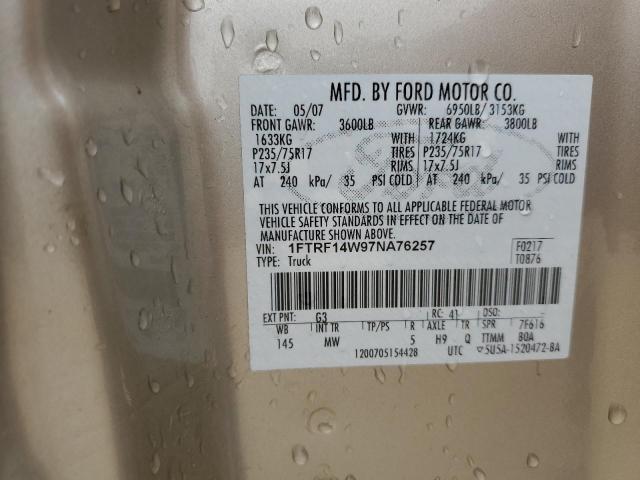 MFD. BY FORD MOTOR CO.
DATE: 05/07 GVWR: 6950LB/ 3153KG
FRONT GAWR: 3600LB REAR GAWR: 3800LB
1633KG WITH 1724KG WITH
P235/75R17 TIRES P235/75R17 TIRES
17x7.5J RIMS 17x7.5J RIMS
AT 240 kPa/ 35 PSI COLD AT 240 kPa/ 35 PSI COLD
THIS VEHICLE CONFORMS TO ALL APPLICABLE FEDERAL MOTOR
VEHICLE SAFETY STANDARDS IN EFFECT ON THE DATE OF
MANUFACTURE SHOWN ABOVE.
VIN: 1FTRF14W97NA76257 F0217
TYPE: Truck T0876
EXT PNT: G3 RC: 41 DSO:
WB INT TR TP/PS R AXLE TR SPR 7F616
145 MW 5 H9 Q TTMM BOA
1200705154428 UTC ▽5U5A-1520472-BA